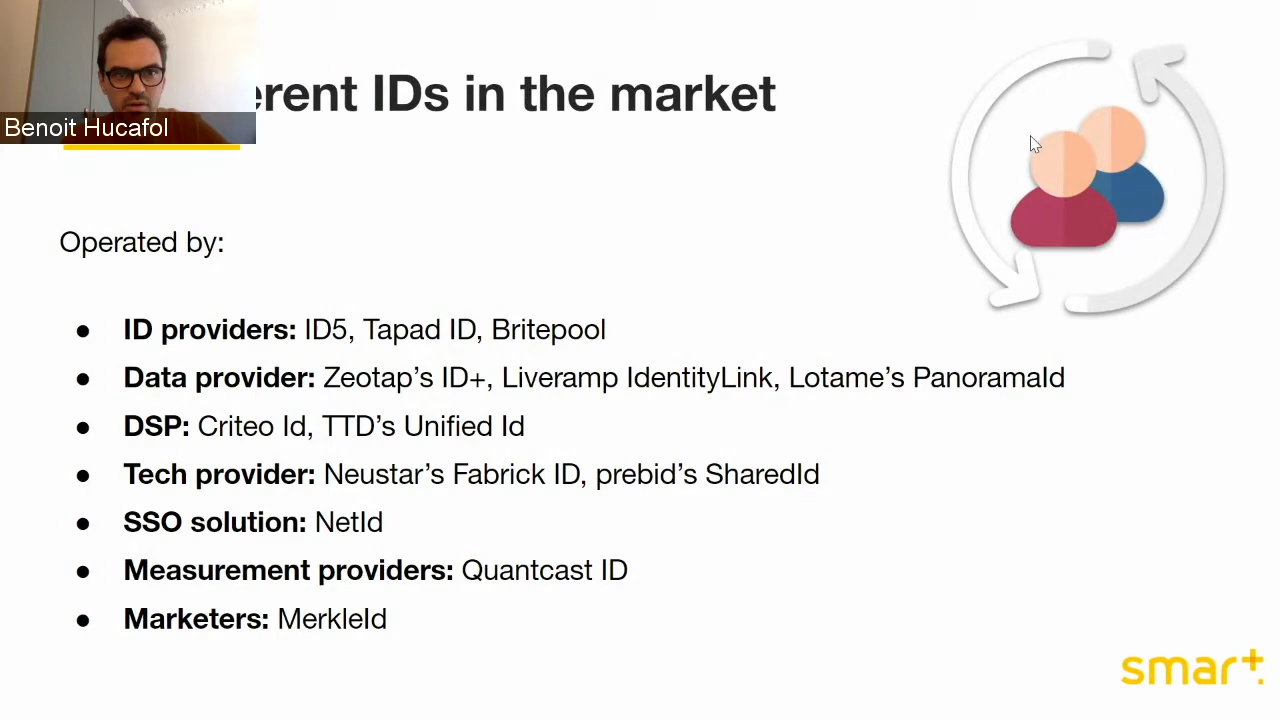 erent IDs in the market
Benoit Hucafol
Operated by:
● ID providers: ID5, Tapad ID, Britepool
● Data provider: Zeotap’s ID+, Liveramp IdentityLink, Lotame’s PanoramaId
● DSP: Criteo Id, TTD’s Unified Id
● Tech provider: Neustar’s Fabrick ID, prebid’s SharedId
● SSO solution: NetId
● Measurement providers: Quantcast ID
● Marketers: MerkleId
smart